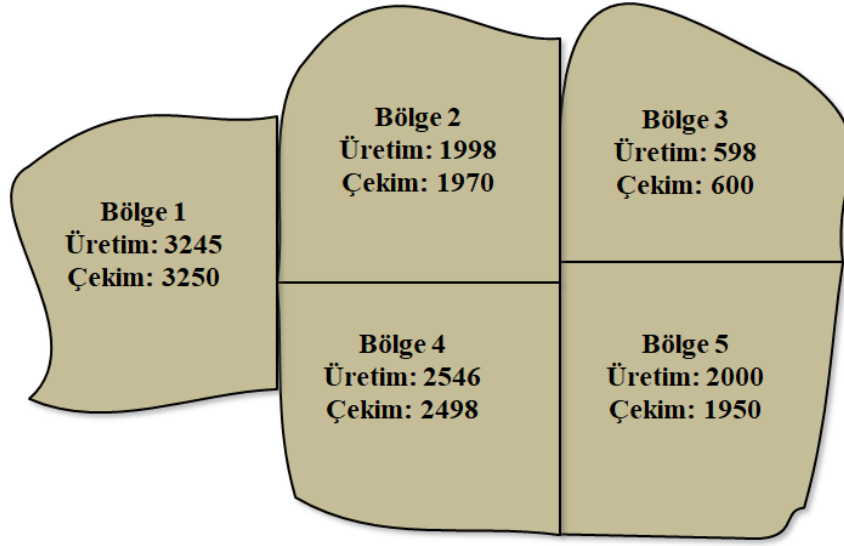 Bölge 1
Üretim: 3245
Çekim: 3250
Bölge 2
Üretim: 1998
Çekim: 1970
Bölge 3
Üretim: 598
Çekim: 600
Bölge 4
Üretim: 2546
Çekim: 2498
Bölge 5
Üretim: 2000
Çekim: 1950